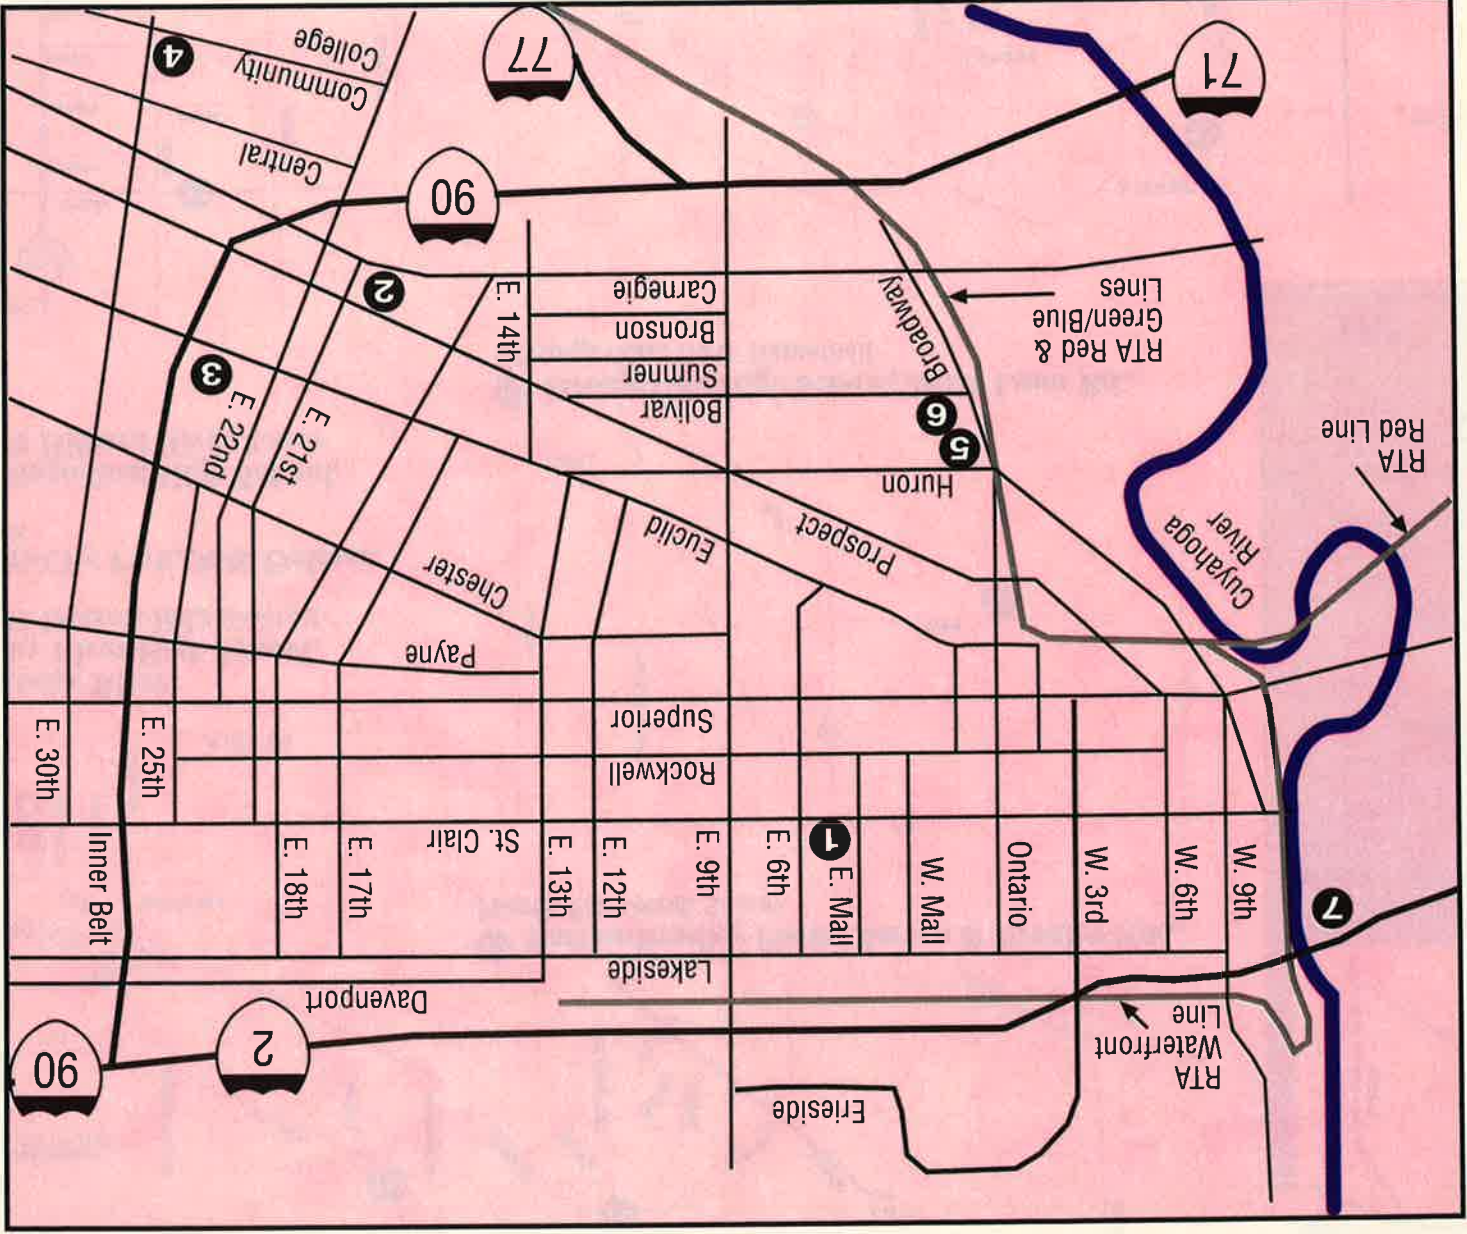 Erieside
RTA
Waterfront
Line
2
90
Davenport
Lakeside
7
W. 9th
W. 6th
W. 3rd
Ontario
W. Mall
E. Mall
1
E. 6th
E. 9th
E. 12th
E. 13th
St. Clair
E. 17th
E. 18th
Inner Belt
Rockwell
E. 25th
E. 30th
Superior
Payne
Cuyahoga
River
Chester
Prospect
Euclid
Huron
RTA
Red Line
5
6
E. 21st
E. 22nd
3
Bolivar
Sumner
Bronson
Carnegie
Broadway
RTA Red &
Green/Blue
Lines
E. 14th
2
90
Central
Community
College
4
71
77